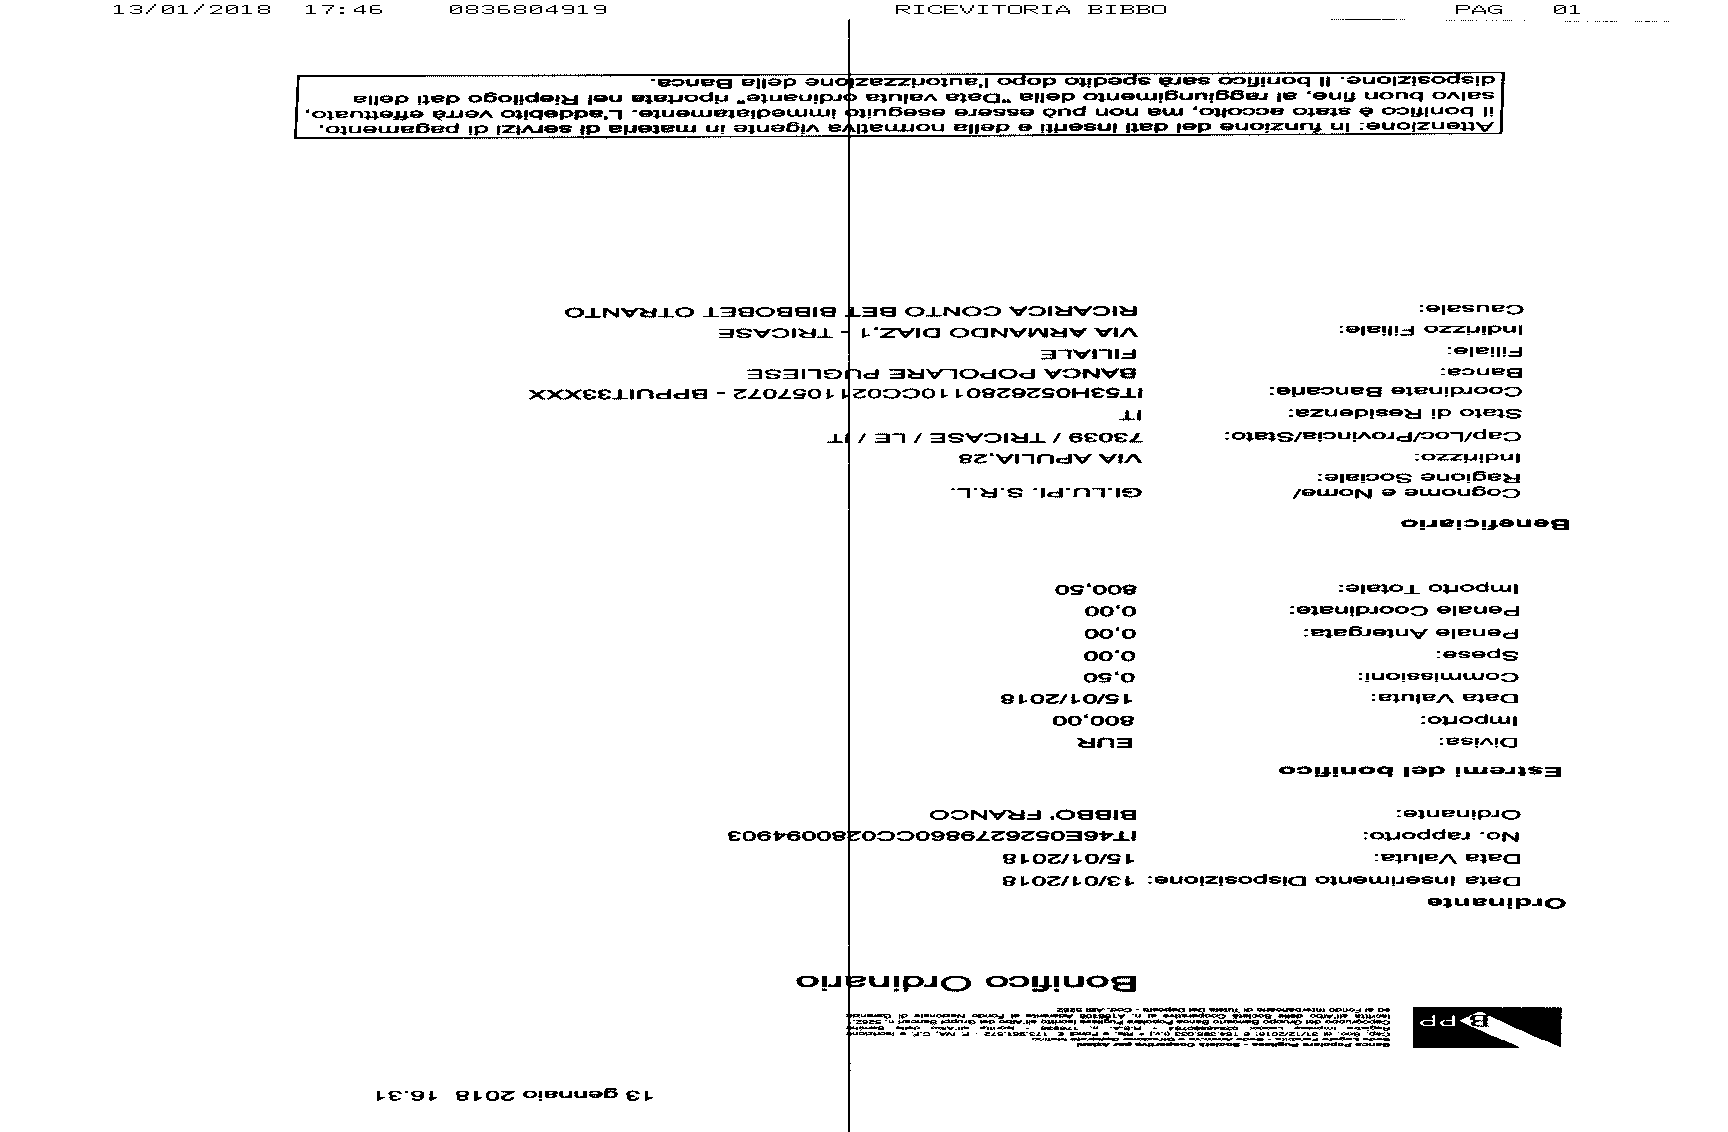 13/01/2018 17:46 0836804919 RICEVITORIA BIBBO PAG 01
13 gennaio 2018 16.31
BPP
Banca Popolare Pugliese - Società Cooperativa per Azioni
Bonifico Ordinario
Ordinante
Data Inserimento Disposizione: 13/01/2018
Data Valuta: 15/01/2018
No. rapporto: IT46E0526279860CC0280094903
Ordinante: BIBBO' FRANCO
Estremi del bonifico
Divisa: EUR
Importo: 800,00
Data Valuta: 15/01/2018
Commissioni: 0,50
Spese: 0,00
Penale Antergata: 0,00
Penale Coordinate: 0,00
Importo Totale: 800,50
Beneficiario
Cognome e Nome/ GI.LU.PI. S.R.L.
Ragione Sociale:
Indirizzo: VIA APULIA,28
Cap/Loc/Provincia/Stato: 73039 / TRICASE / LE / IT
Stato di Residenza: IT
Coordinate Bancarie: IT53H0526280110CC0211057072 - BPPUIT33XXX
Banca: BANCA POPOLARE PUGLIESE
Filiale: FILIALE
Indirizzo Filiale: VIA ARMANDO DIAZ,1 - TRICASE
Causale: RICARICA CONTO BET BIBBOBET OTRANTO
Attenzione: In funzione dei dati inseriti e della normativa vigente in materia di servizi di pagamento,
il bonifico è stato accolto, ma non può essere eseguito immediatamente. L'addebito verrà effettuato,
salvo buon fine, al raggiungimento della "Data valuta ordinante" riportata nel Riepilogo dati della
disposizione. Il bonifico sarà spedito dopo l'autorizzazione della Banca.